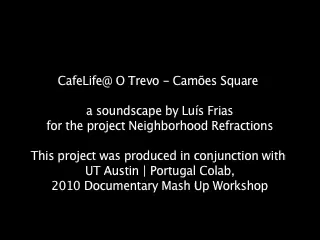 CafeLife@ O Trevo – Camões Square
a soundscape by Luís Frias
for the project Neighborhood Refractions
This project was produced in conjunction with
UT Austin | Portugal Colab,
2010 Documentary Mash Up Workshop